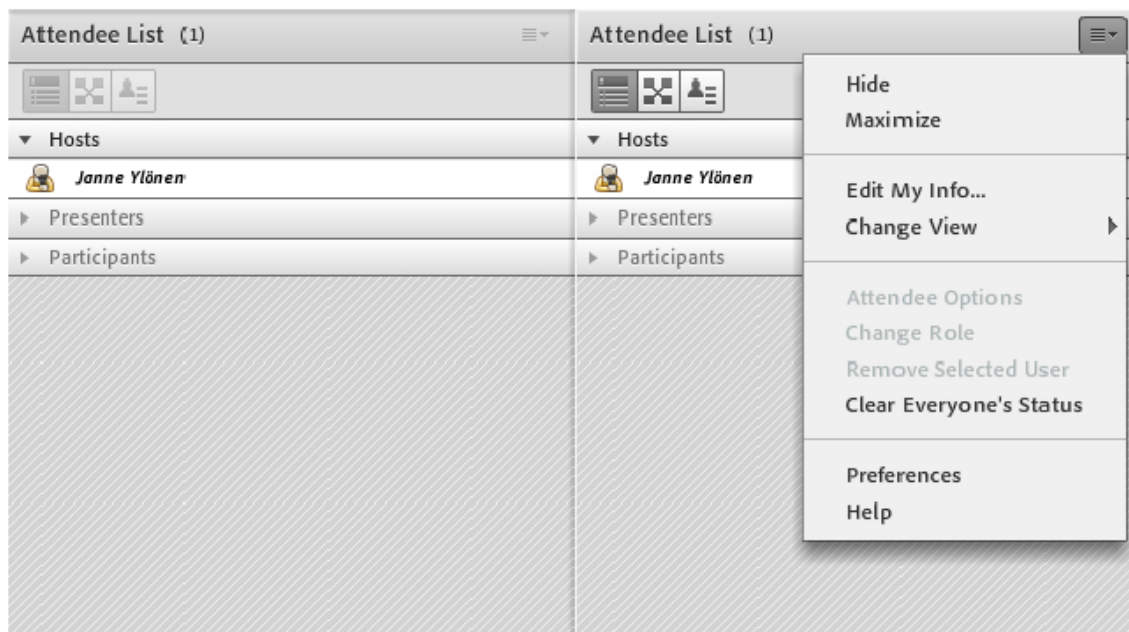 Attendee List (1)
Hosts
Janne Ylönen
Presenters
Participants
Attendee List (1)
Hosts
Janne Ylönen
Presenters
Participants
Hide
Maximize
Edit My Info...
Change View
Attendee Options
Change Role
Remove Selected User
Clear Everyone's Status
Preferences
Help